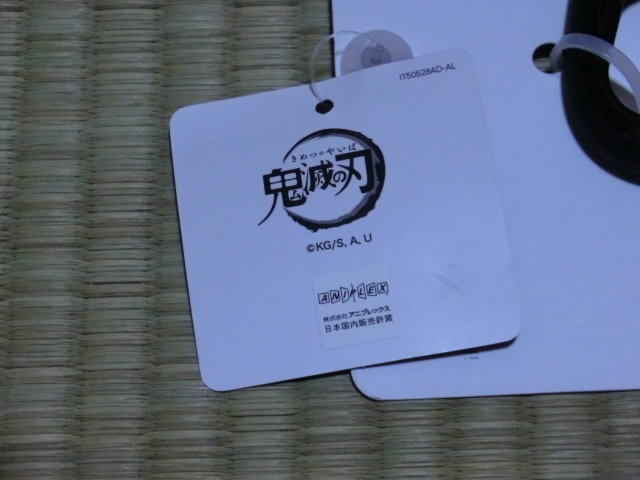 IT50528AD-AL
きめつのやいば
鬼滅の刃
©KG/S, A, U
ANIPLEX
株式会社アニプレックス
日本国内販売許諾